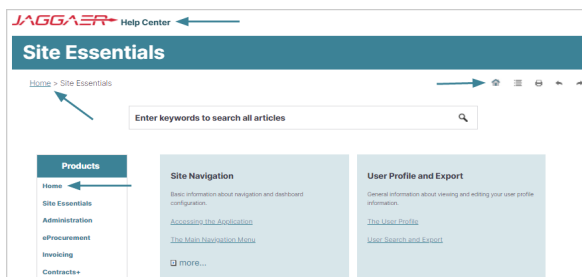 JAGGAER Help Center
Site Essentials
Home > Site Essentials
Enter keywords to search all articles
Products
Home
Site Essentials
Administration
eProcurement
Invoicing
Contracts+
Site Navigation
Basic information about navigation and dashboard
configuration.
Accessing the Application
The Main Navigation Menu
more...
User Profile and Export
General information about viewing and editing your user profile
information.
The User Profile
User Search and Export